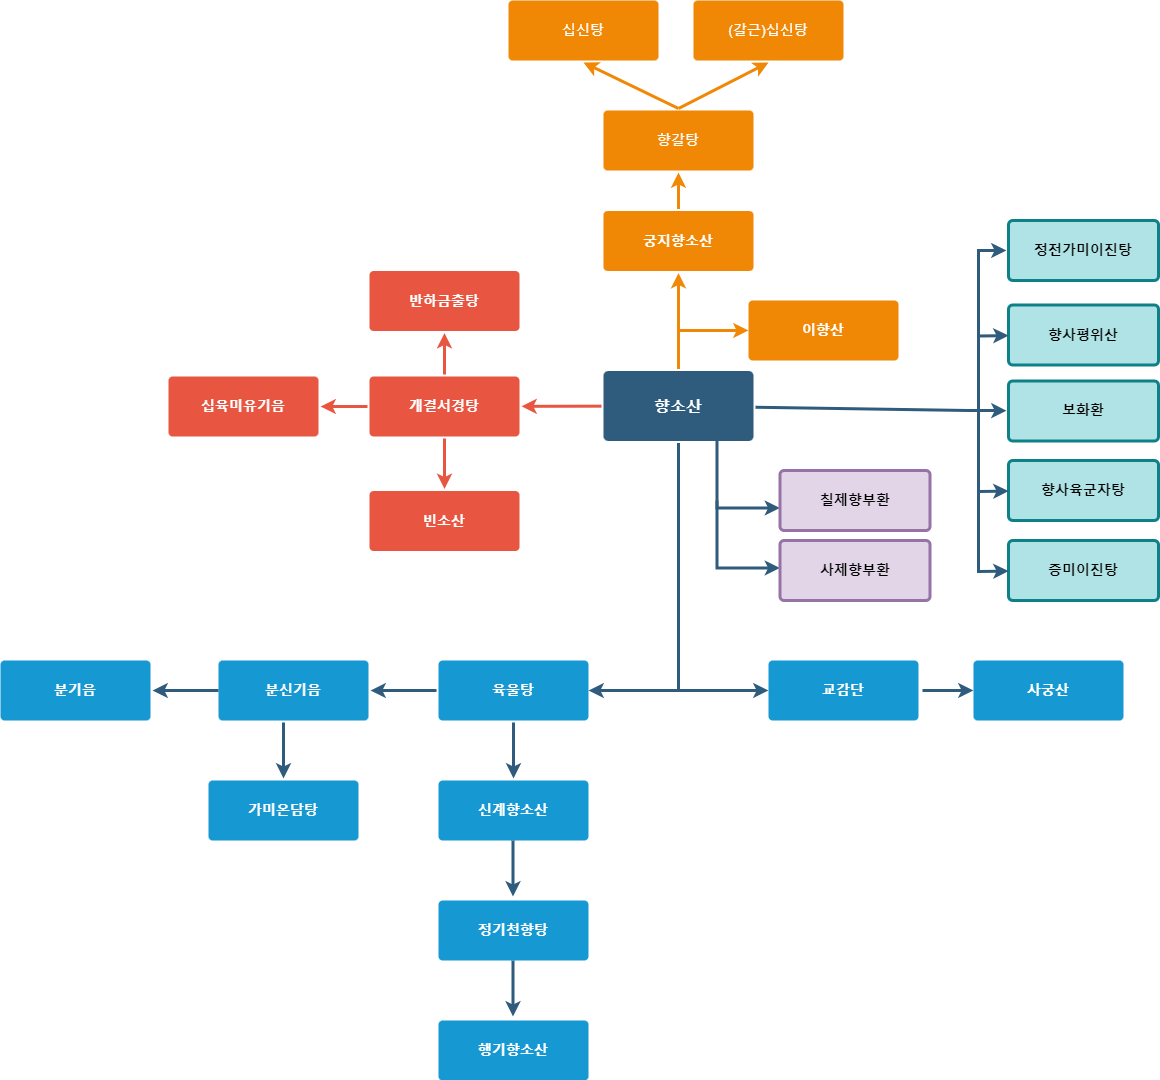 십신탕
(갈근)십신탕
향갈탕
궁지향소산
정전가미이진탕
반하금출탕
이향산
향사평위산
십육미유기음
개결서경탕
향소산
보화환
칠제향부환
향사육군자탕
빈소산
사제향부환
증미이진탕
분기음
분신기음
육울탕
교감단
사궁산
가미온담탕
신계향소산
정기천향탕
행기향소산